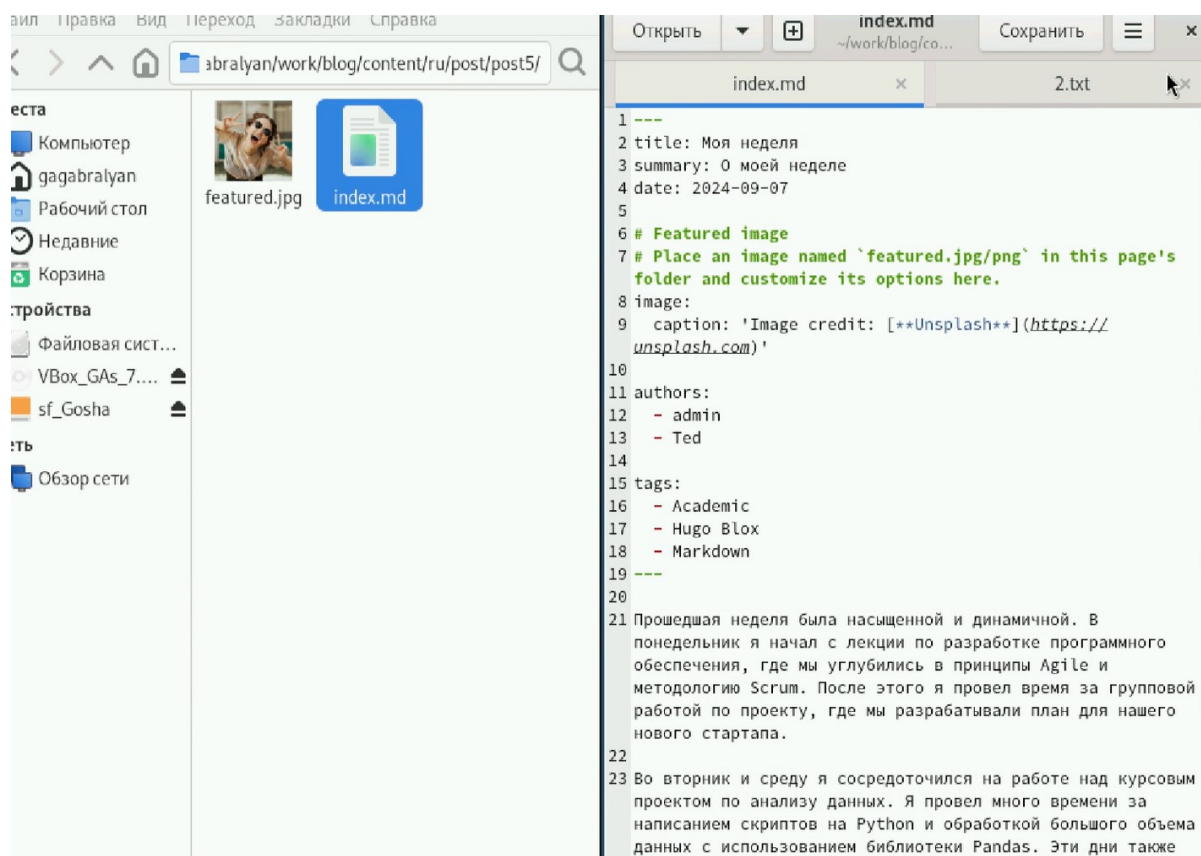 Правка Вид Переход Закладки Справка
abralyan/work/blog/content/ru/post/post5/
Компьютер
gagabralyan
Рабочий стол
Недавние
Корзина
Файловая сист...
VBox_GAs_7....
sf_Gosha
Обзор сети
featured.jpg
index.md
Открыть
index.md
~/work/blog/co...
Сохранить
index.md
2.txt
1 ---
2 title: Моя неделя
3 summary: О моей неделе
4 date: 2024-09-07
5
6 # Featured image
7 # Place an image named `featured.jpg/png` in this page's
folder and customize its options here.
8 image:
9 caption: 'Image credit: [**Unsplash**](https://
unsplash.com)'
10
11 authors:
12 - admin
13 - Ted
14
15 tags:
16 - Academic
17 - Hugo Blox
18 - Markdown
19 ---
20
21 Прошедшая неделя была насыщенной и динамичной. В
понедельник я начал с лекции по разработке программного
обеспечения, где мы углубились в принципы Agile и
методологию Scrum. После этого я провел время за групповой
работой по проекту, где мы разрабатывали план для нашего
нового стартапа.
22
23 Во вторник и среду я сосредоточился на работе над курсовым
проектом по анализу данных. Я провел много времени за
написанием скриптов на Python и обработкой большого объема
данных с использованием библиотеки Pandas. Эти дни также